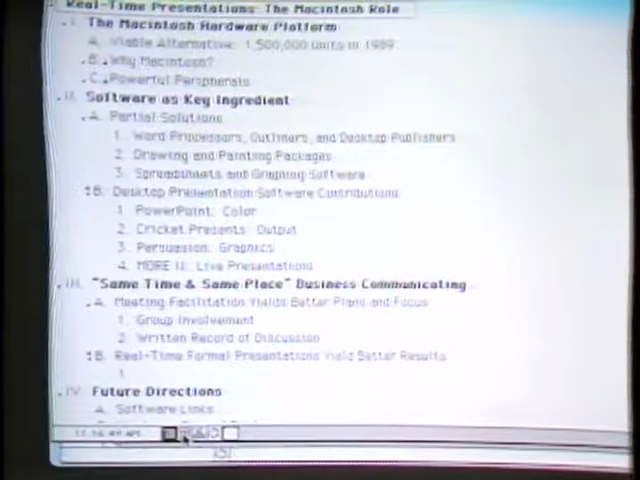 Real-Time Presentations: The Macintosh Role
I. The Macintosh Hardware Platform
A. Viable Alternative: 1,500,000 units in 1989
B. Why Macintosh?
C. Powerful Peripherals
II. Software as Key Ingredient
A. Partial Solutions
1. Word Processors, Outliners, and Desktop Publishers
2. Drawing and Painting Packages
3. Spreadsheets and Graphing Software
B. Desktop Presentation Software Contributions
1. PowerPoint: Color
2. Cricket Presents: Output
3. Persuasion: Graphics
4. MORE II: Live Presentations
III. "Same Time & Same Place" Business Communicating
A. Meeting Facilitation Yields Better Plans and Focus
1. Group Involvement
2. Written Record of Discussion
B. Real-Time Formal Presentations Yield Better Results
1.
IV. Future Directions
A. Software Links